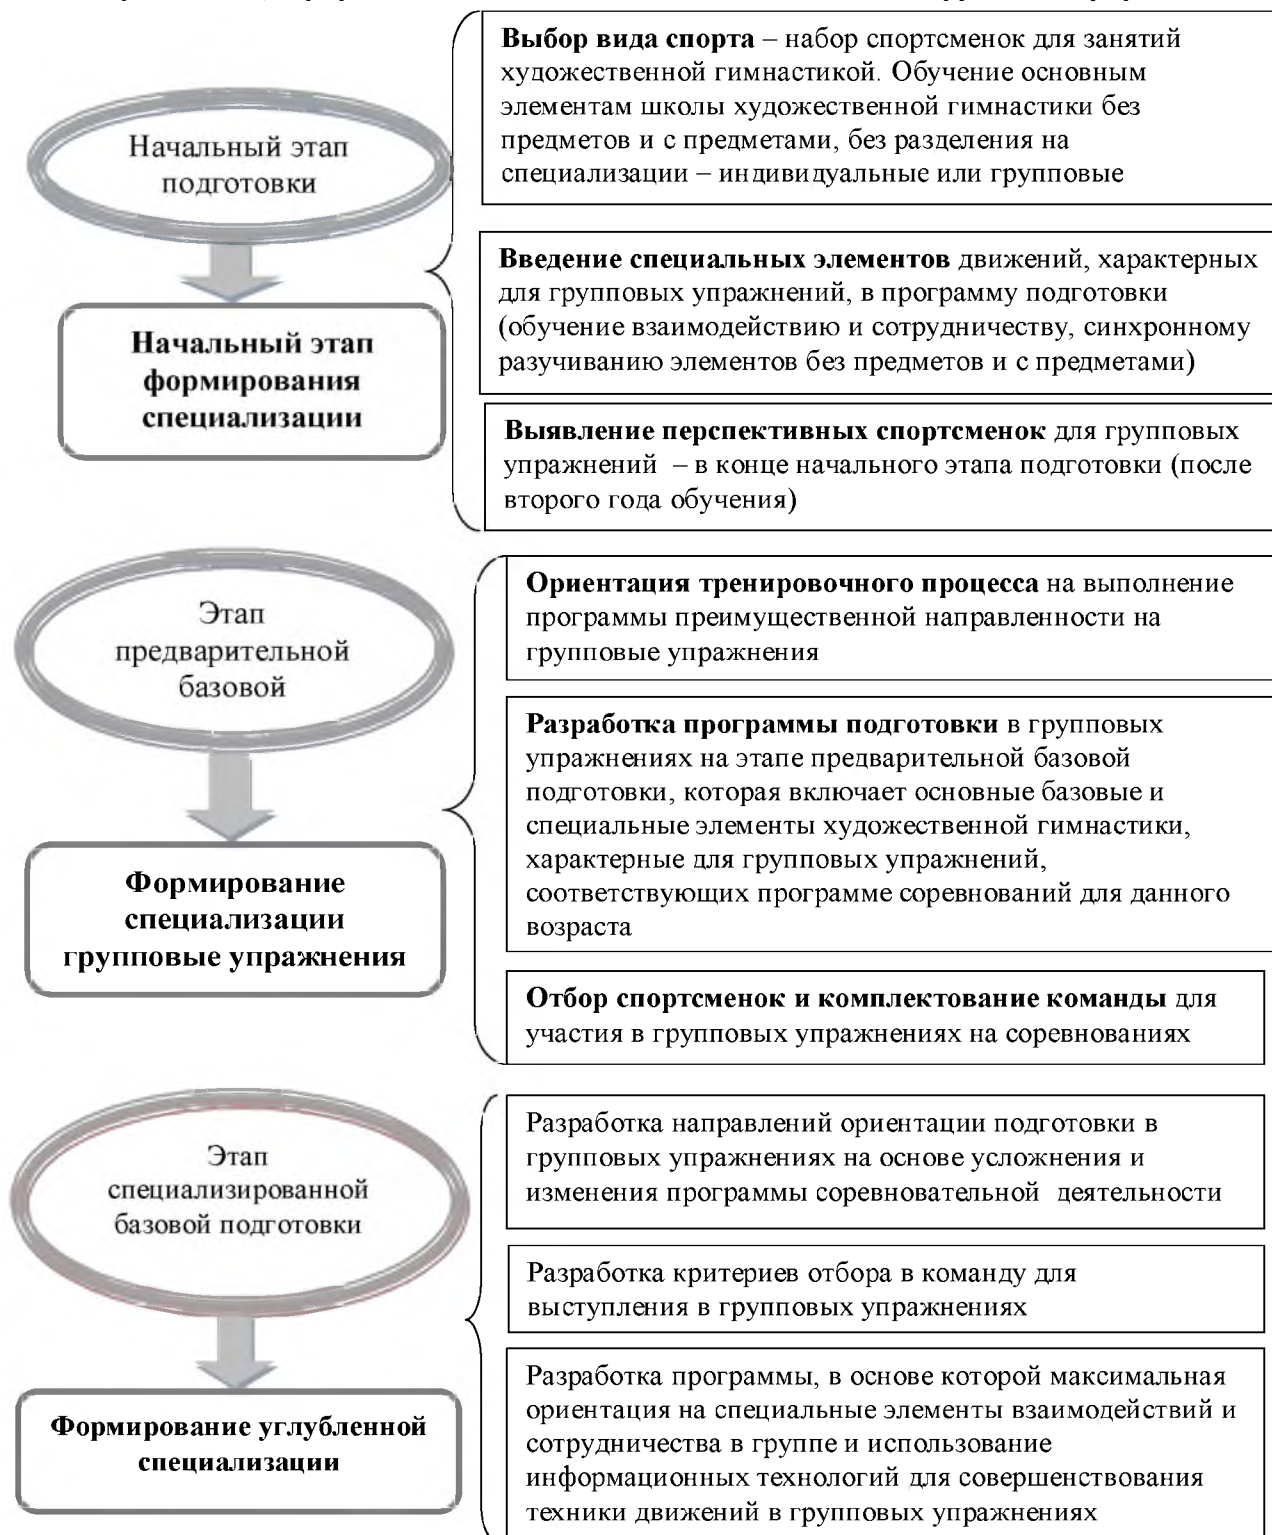 Выбор вида спорта – набор спортсменок для занятий
художественной гимнастикой. Обучение основным
элементам школы художественной гимнастики без
предметов и с предметами, без разделения на
специализации – индивидуальные или групповые
Начальный этап
подготовки
Введение специальных элементов движений, характерных
для групповых упражнений, в программу подготовки
(обучение взаимодействию и сотрудничеству, синхронному
разучиванию элементов без предметов и с предметами)
Начальный этап
формирования
специализации
Выявление перспективных спортсменок для групповых
упражнений – в конце начального этапа подготовки (после
второго года обучения)
Этап
предварительной
базовой
Ориентация тренировочного процесса на выполнение
программы преимущественной направленности на
групповые упражнения
Разработка программы подготовки в групповых
упражнениях на этапе предварительной базовой
подготовки, которая включает основные базовые и
специальные элементы художественной гимнастики,
характерные для групповых упражнений,
соответствующих программе соревнований для данного
возраста
Формирование
специализации
групповые упражнения
Отбор спортсменок и комплектование команды для
участия в групповых упражнениях на соревнованиях
Этап
специализированной
базовой подготовки
Разработка направлений ориентации подготовки в
групповых упражнениях на основе усложнения и
изменения программы соревновательной деятельности
Разработка критериев отбора в команду для
выступления в групповых упражнениях
Формирование углубленной
специализации
Разработка программы, в основе которой максимальная
ориентация на специальные элементы взаимодействий и
сотрудничества в группе и использование
информационных технологий для совершенствования
техники движений в групповых упражнениях